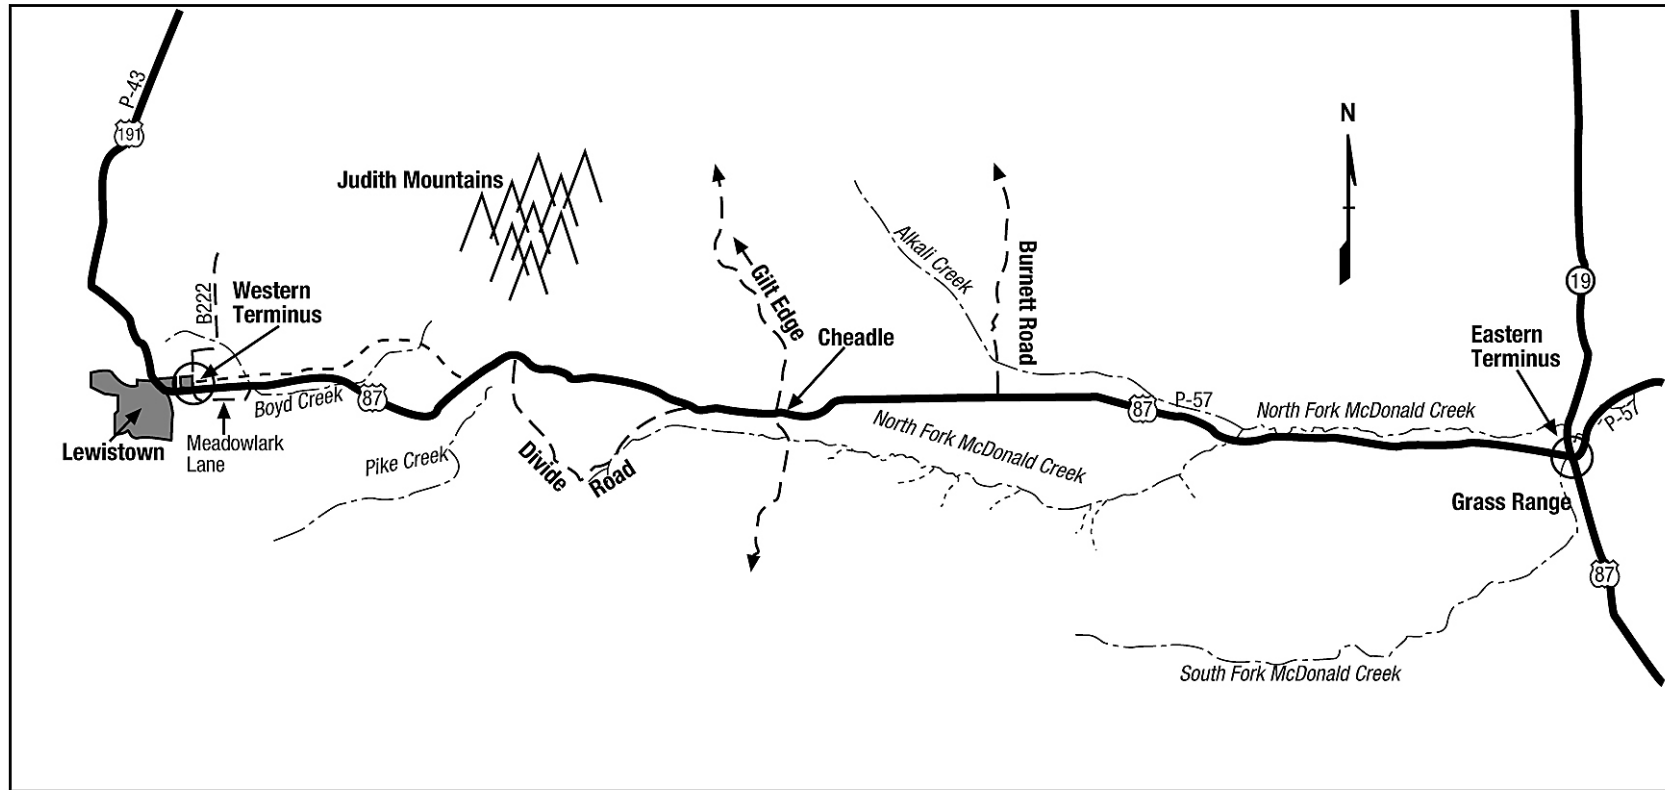 P-43
191
N
Judith Mountains
Alkali Creek
Burnett Road
Gilt Edge
19
B222
Western
Terminus
Cheadle
Eastern
Terminus
87
Boyd Creek
87
P-57
North Fork McDonald Creek
P-57
Lewistown
Meadowlark
Lane
Pike Creek
Divide
Road
North Fork McDonald Creek
Grass Range
87
South Fork McDonald Creek